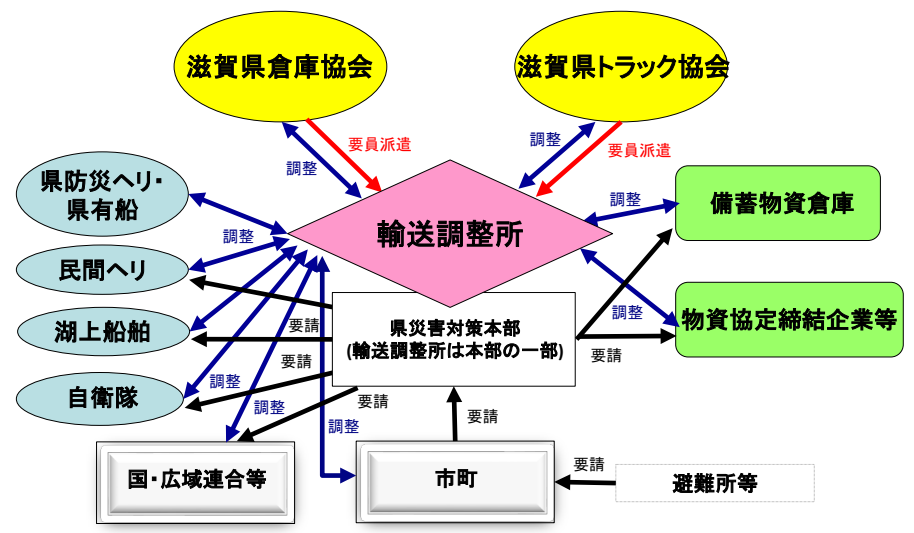 滋賀県倉庫協会
滋賀県トラック協会
要員派遣
調整
調整
要員派遣
県防災ヘリ・
県有船
調整
輸送調整所
調整
備蓄物資倉庫
民間ヘリ
湖上船舶
要請
県災害対策本部
(輸送調整所は本部の一部)
調整
物資協定締結企業等
要請
要請
自衛隊
調整
調整
要請
調整
要請
国・広域連合等
市町
要請
避難所等